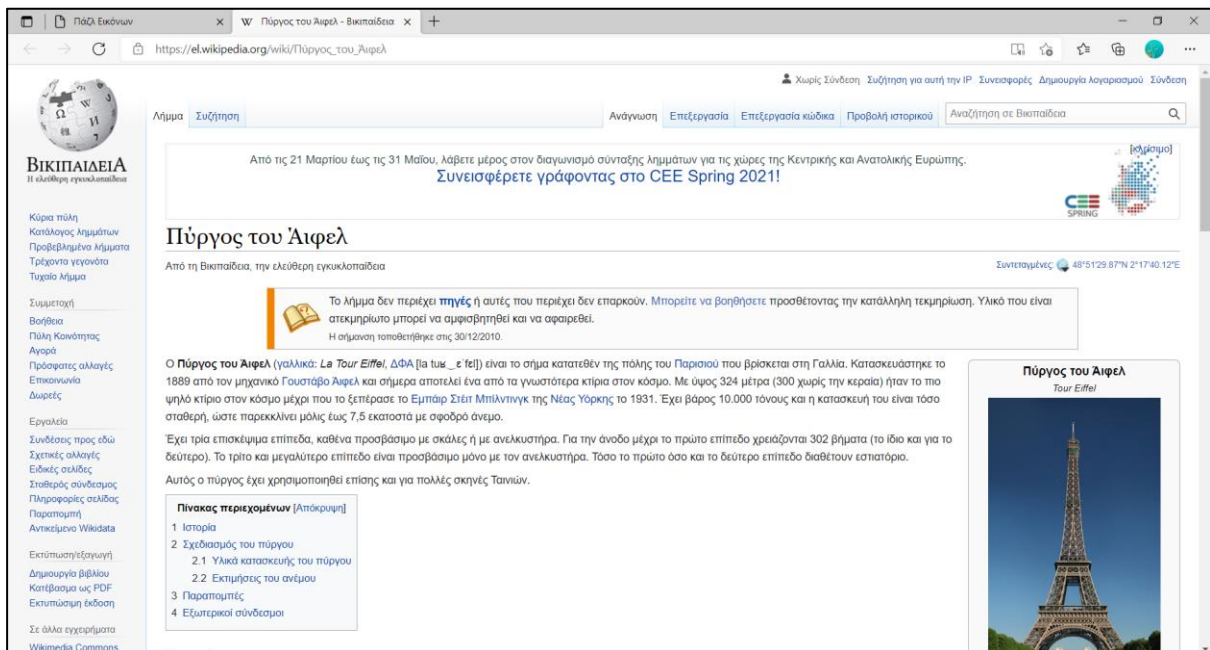 Πάζλ Εικόνων
Πύργος του Άιφελ - Βικιπαίδεια
https://el.wikipedia.org/wiki/Πύργος_του_Άιφελ
Χωρίς Σύνδεση Συζήτηση για αυτή την IP Συνεισφορές Δημιουργία λογαριασμού Σύνδεση
Λήμμα Συζήτηση Ανάγνωση Επεξεργασία Επεξεργασία κώδικα Προβολή ιστορικού Αναζήτηση σε Βικιπαίδεια
ΒΙΚΙΠΑΙΔΕΙΑ
Η ελεύθερη εγκυκλοπαίδεια
Κύρια πύλη
Κατάλογος λημμάτων
Προβεβλημένα λήμματα
Τρέχοντα γεγονότα
Τυχαίο λήμμα
Συμμετοχή
Βοήθεια
Πύλη Κοινότητας
Αγορά
Πρόσφατες αλλαγές
Επικοινωνία
Δωρεές
Εργαλεία
Συνδέσεις προς εδώ
Σχετικές αλλαγές
Ειδικές σελίδες
Σταθερός σύνδεσμος
Πληροφορίες σελίδας
Παραπομπή
Αντικείμενο Wikidata
Εκτύπωση/εξαγωγή
Δημιουργία βιβλίου
Κατέβασμα ως PDF
Εκτυπώσιμη έκδοση
Σε άλλα εγχειρήματα
Wikimedia Commons
Από τις 21 Μαρτίου έως τις 31 Μαΐου, λάβετε μέρος στον διαγωνισμό σύνταξης λημμάτων για τις χώρες της Κεντρικής και Ανατολικής Ευρώπης.
Συνεισφέρετε γράφοντας στο CEE Spring 2021!
[κλείσιμο]
CEE
SPRING
Πύργος του Άιφελ
Από τη Βικιπαίδεια, την ελεύθερη εγκυκλοπαίδεια
Συντεταγμένες: 48°51′29.87″N 2°17′40.12″E
Το λήμμα δεν περιέχει πηγές ή αυτές που περιέχει δεν επαρκούν. Μπορείτε να βοηθήσετε προσθέτοντας την κατάλληλη τεκμηρίωση. Υλικό που είναι
ατεκμηρίωτο μπορεί να αμφισβητηθεί και να αφαιρεθεί.
Η σήμανση τοποθετήθηκε στις 30/12/2010.
Ο Πύργος του Άιφελ (γαλλικά: La Tour Eiffel, ΔΦΑ [la tuʁ‿ɛˈfɛl]) είναι το σήμα κατατεθέν της πόλης του Παρισιού που βρίσκεται στη Γαλλία. Κατασκευάστηκε το
1889 από τον μηχανικό Γουστάβο Άιφελ και σήμερα αποτελεί ένα από τα γνωστότερα κτίρια στον κόσμο. Με ύψος 324 μέτρα (300 χωρίς την κεραία) ήταν το πιο
ψηλό κτίριο στον κόσμο μέχρι που το ξεπέρασε το Εμπάιρ Στέιτ Μπίλντινγκ της Νέας Υόρκης το 1931. Έχει βάρος 10.000 τόνους και η κατασκευή του είναι τόσο
σταθερή, ώστε παρεκκλίνει μόλις έως 7,5 εκατοστά με σφοδρό άνεμο.
Έχει τρία επισκέψιμα επίπεδα, καθένα προσβάσιμο με σκάλες ή με ανελκυστήρα. Για την άνοδο μέχρι το πρώτο επίπεδο χρειάζονται 302 βήματα (το ίδιο και για το
δεύτερο). Το τρίτο και μεγαλύτερο επίπεδο είναι προσβάσιμο μόνο με τον ανελκυστήρα. Τόσο το πρώτο όσο και το δεύτερο επίπεδο διαθέτουν εστιατόριο.
Αυτός ο πύργος έχει χρησιμοποιηθεί επίσης και για πολλές σκηνές Ταινιών.
Πίνακας περιεχομένων [Απόκρυψη]
1 Ιστορία
2 Σχεδιασμός του πύργου
2.1 Υλικά κατασκευής του πύργου
2.2 Εκτιμήσεις του ανέμου
3 Παραπομπές
4 Εξωτερικοί σύνδεσμοι
Πύργος του Άιφελ
Tour Eiffel